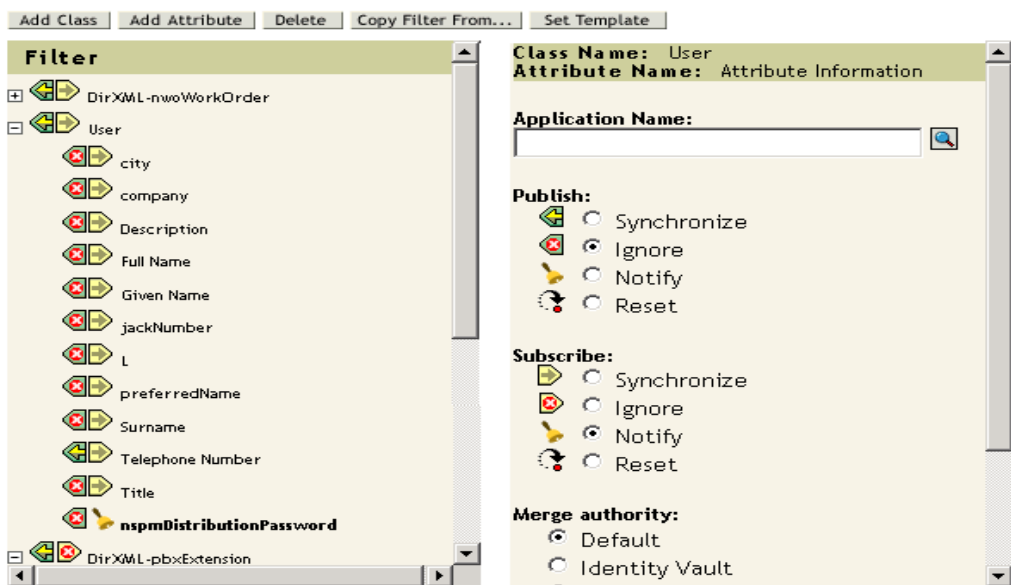 Add Class Add Attribute Delete Copy Filter From... Set Template
Filter
DirXML-nwoWorkOrder
User
city
company
Description
Full Name
Given Name
jackNumber
L
preferredName
Surname
Telephone Number
Title
nspmDistributionPassword
DirXML-pbxExtension
Class Name: User
Attribute Name: Attribute Information
Application Name:
Publish:
Synchronize
Ignore
Notify
Reset
Subscribe:
Synchronize
Ignore
Notify
Reset
Merge authority:
Default
Identity Vault